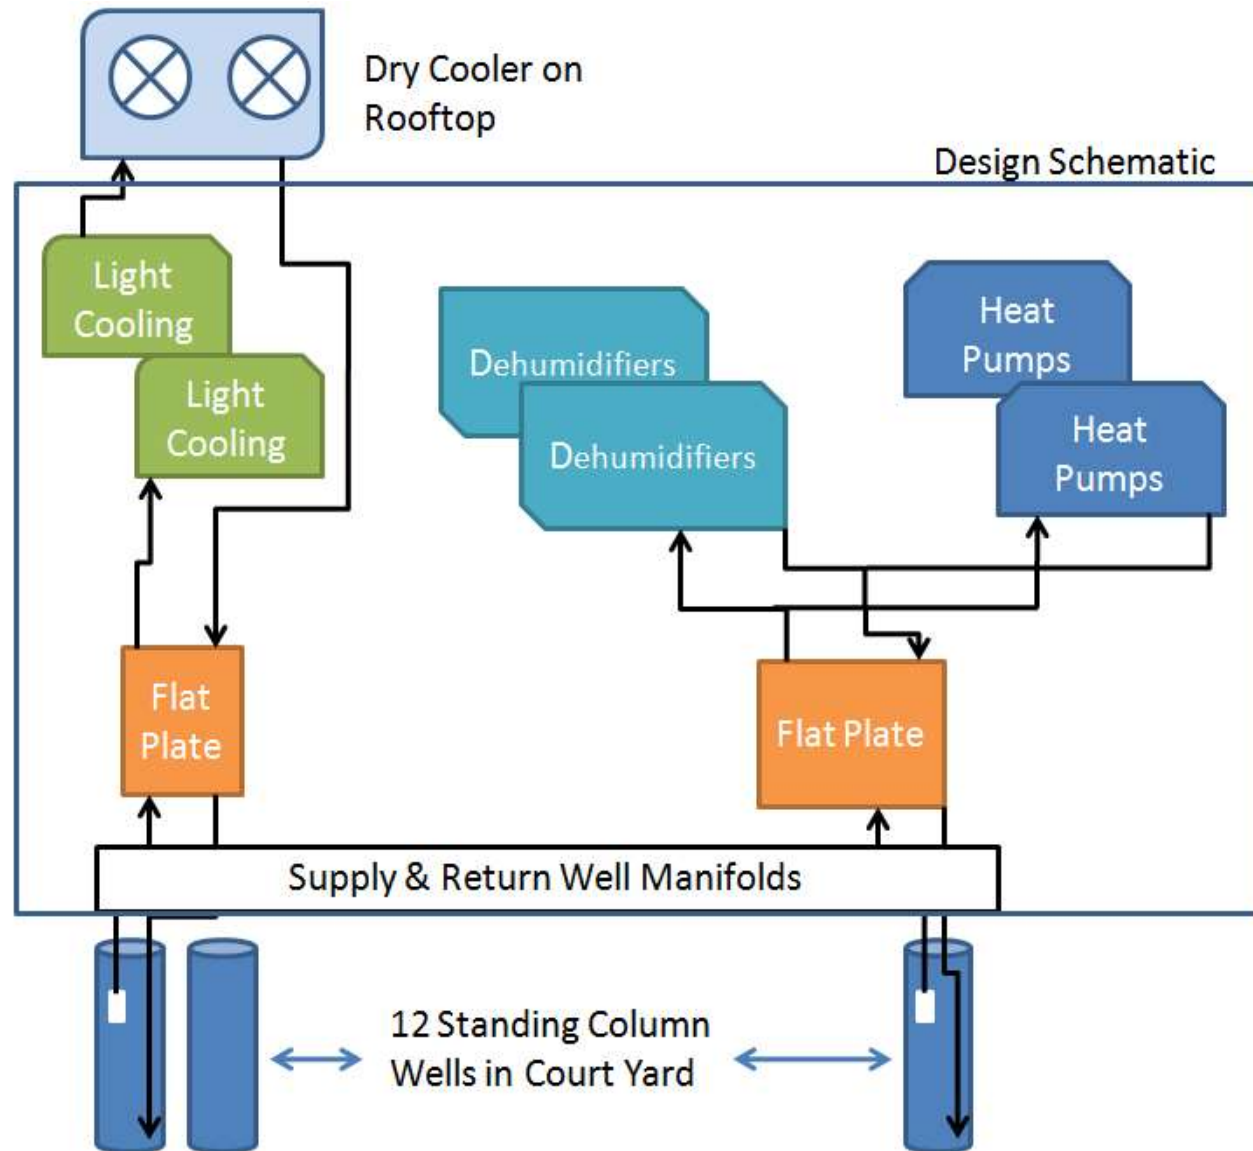 Dry Cooler on
Rooftop
Design Schematic
Light
Cooling
Light
Cooling
Dehumidifiers
Dehumidifiers
Heat
Pumps
Heat
Pumps
Flat
Plate
Flat Plate
Supply & Return Well Manifolds
12 Standing Column
Wells in Court Yard